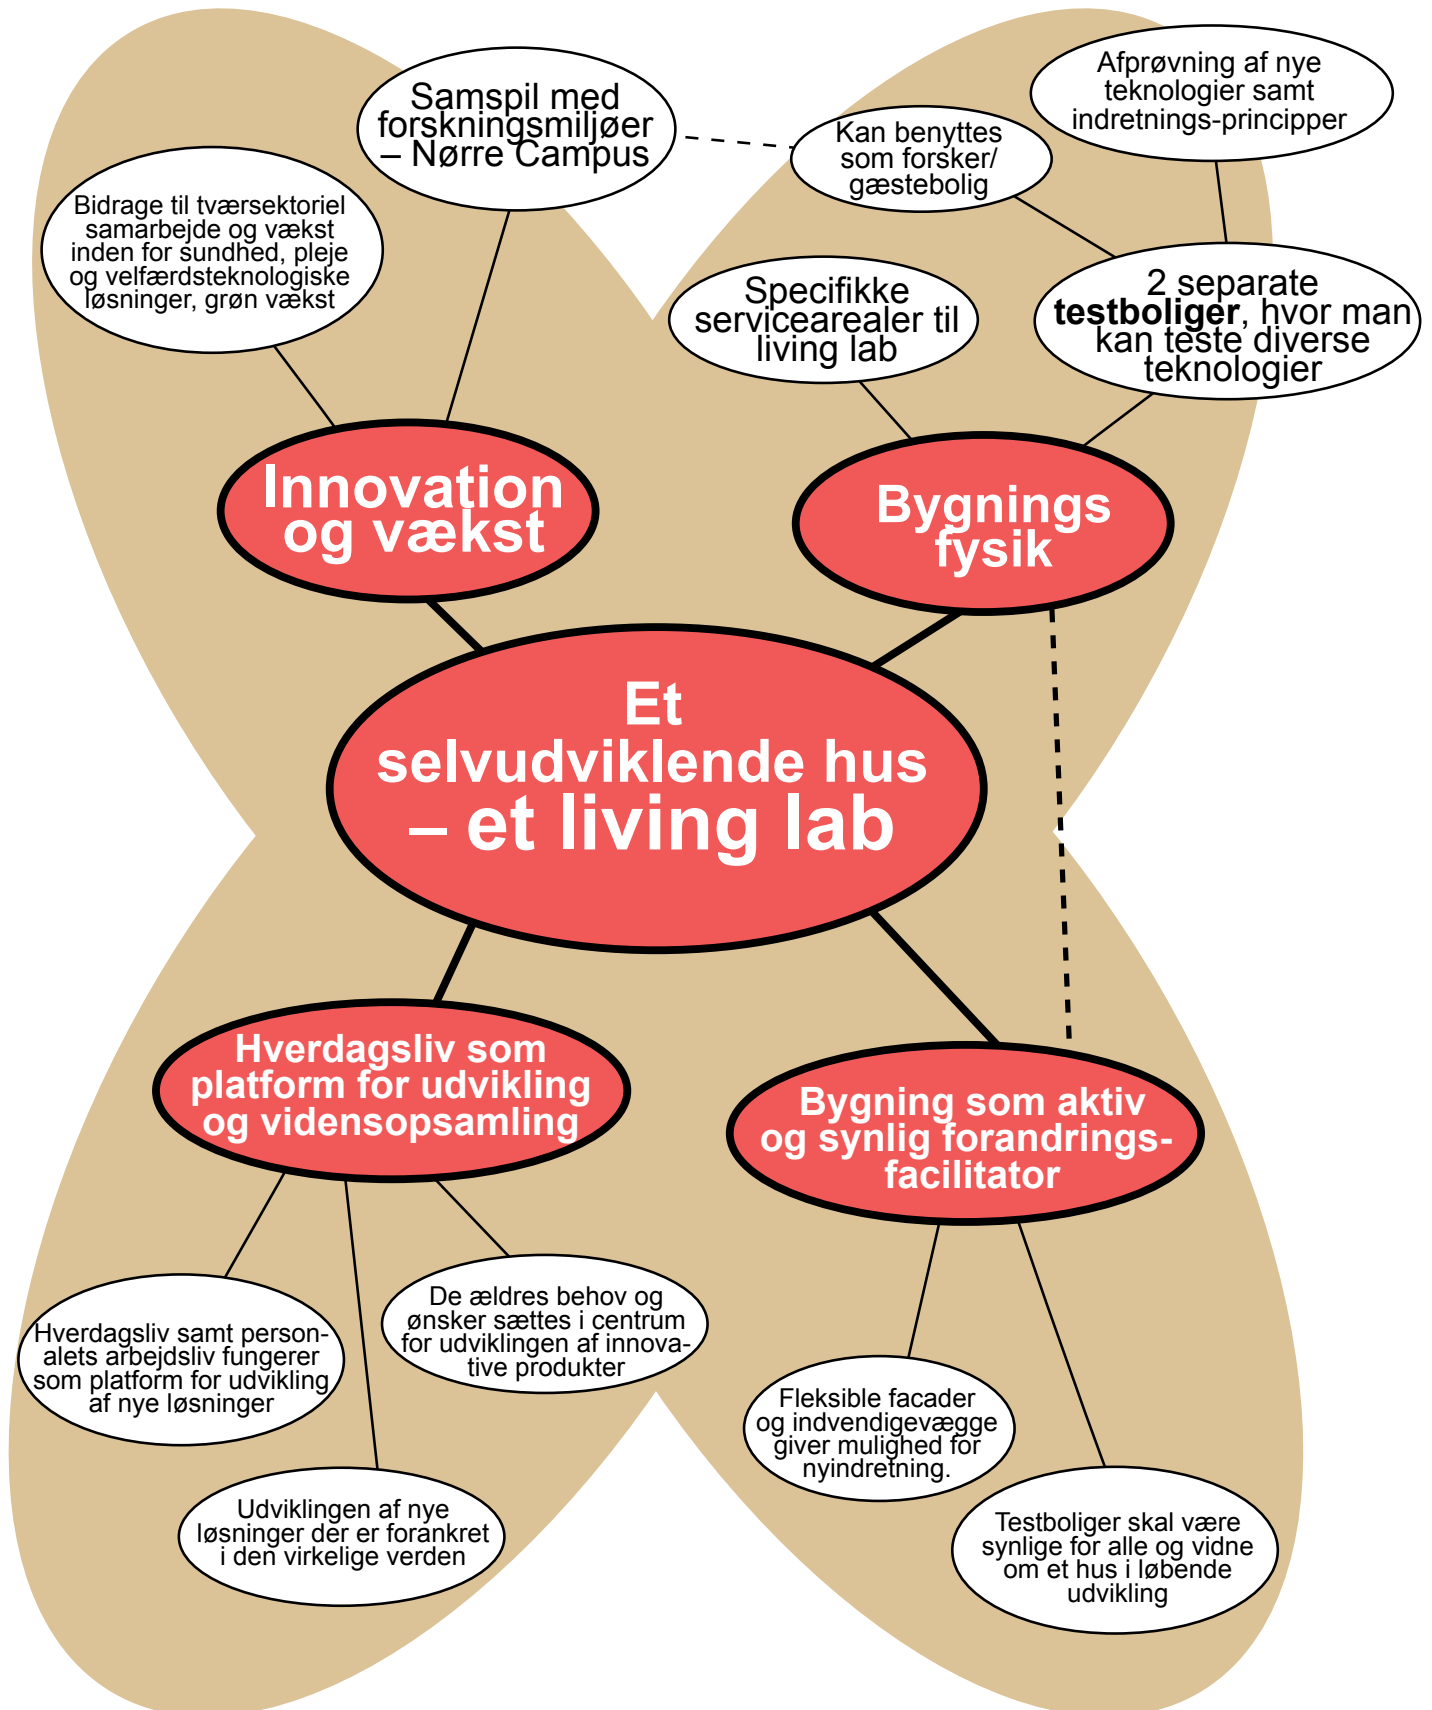 Samspil med
forskningsmiljøer
– Nørre Campus
Afprøvning af nye
teknologier samt
indretnings-principper
Kan benyttes
som forsker/
gæstebolig
Bidrage til tværsektoriel
samarbejde og vækst
inden for sundhed, pleje
og velfærdsteknologiske
løsninger, grøn vækst
Specifikke
servicearealer til
living lab
2 separate
testboliger, hvor man
kan teste diverse
teknologier
Innovation
og vækst
Bygnings
fysik
Et
selvudviklende hus
– et living lab
Hverdagsliv som
platform for udvikling
og vidensopsamling
Bygning som aktiv
og synlig forandrings-
facilitator
Hverdagsliv samt person-
alets arbejdsliv fungerer
som platform for udvikling
af nye løsninger
De ældres behov og
ønsker sættes i centrum
for udviklingen af innova-
tive produkter
Fleksible facader
og indvendigevægge
giver mulighed for
nyindretning.
Udviklingen af nye
løsninger der er forankret
i den virkelige verden
Testboliger skal være
synlige for alle og vidne
om et hus i løbende
udvikling